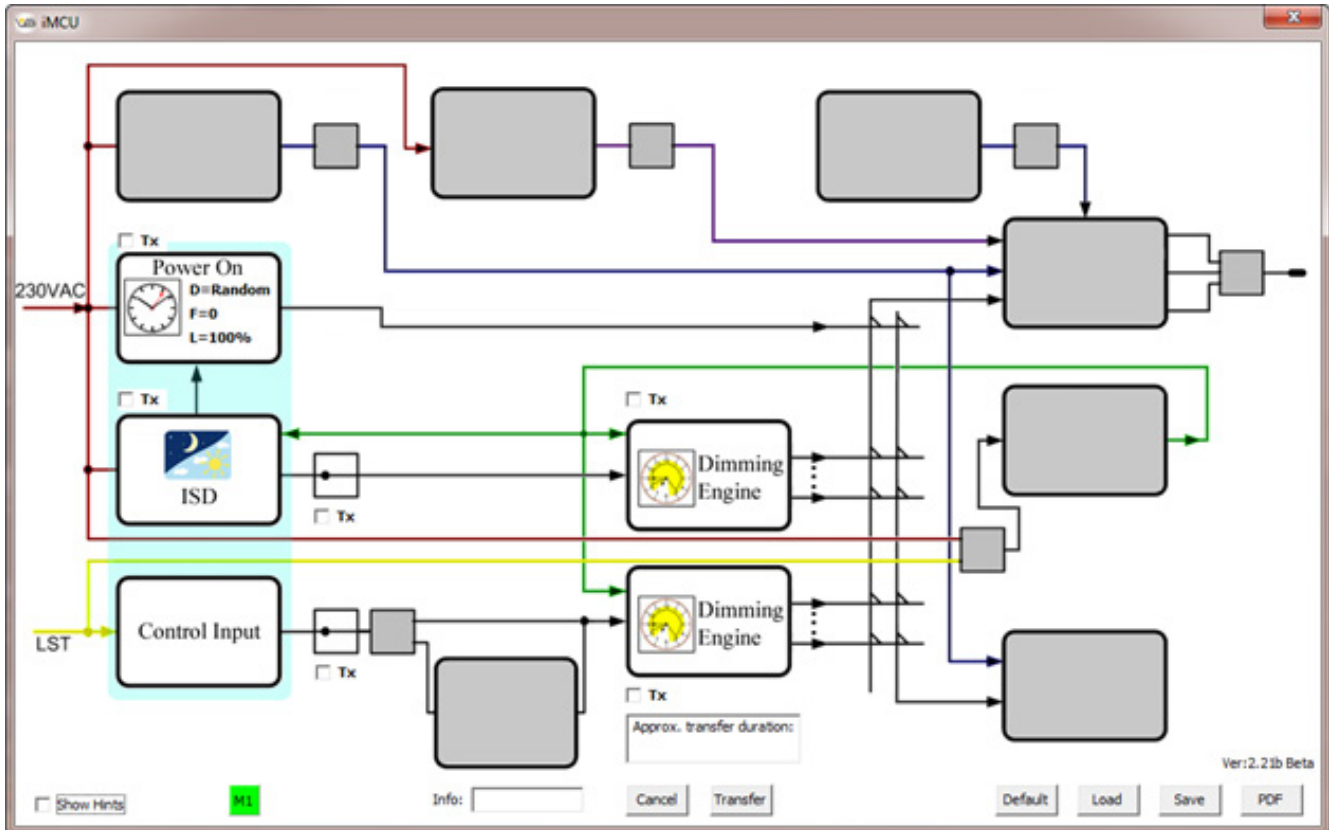 iMCU
Tx
Power On
D=Random
F=0
L=100%
230VAC
Tx
Tx
ISD
Tx
Dimming
Engine
LST
Control Input
Tx
Dimming
Engine
Tx
Approx. transfer duration:
Ver:2.21b Beta
Show Hints
M1
Info:
Cancel
Transfer
Default
Load
Save
PDF